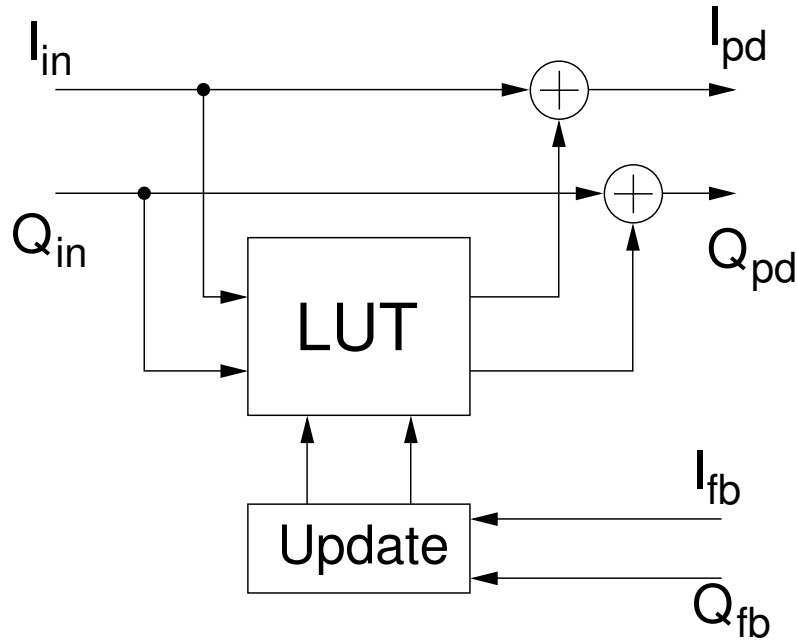 I_in
I_pd
Q_in
Q_pd
LUT
I_fb
Update
Q_fb